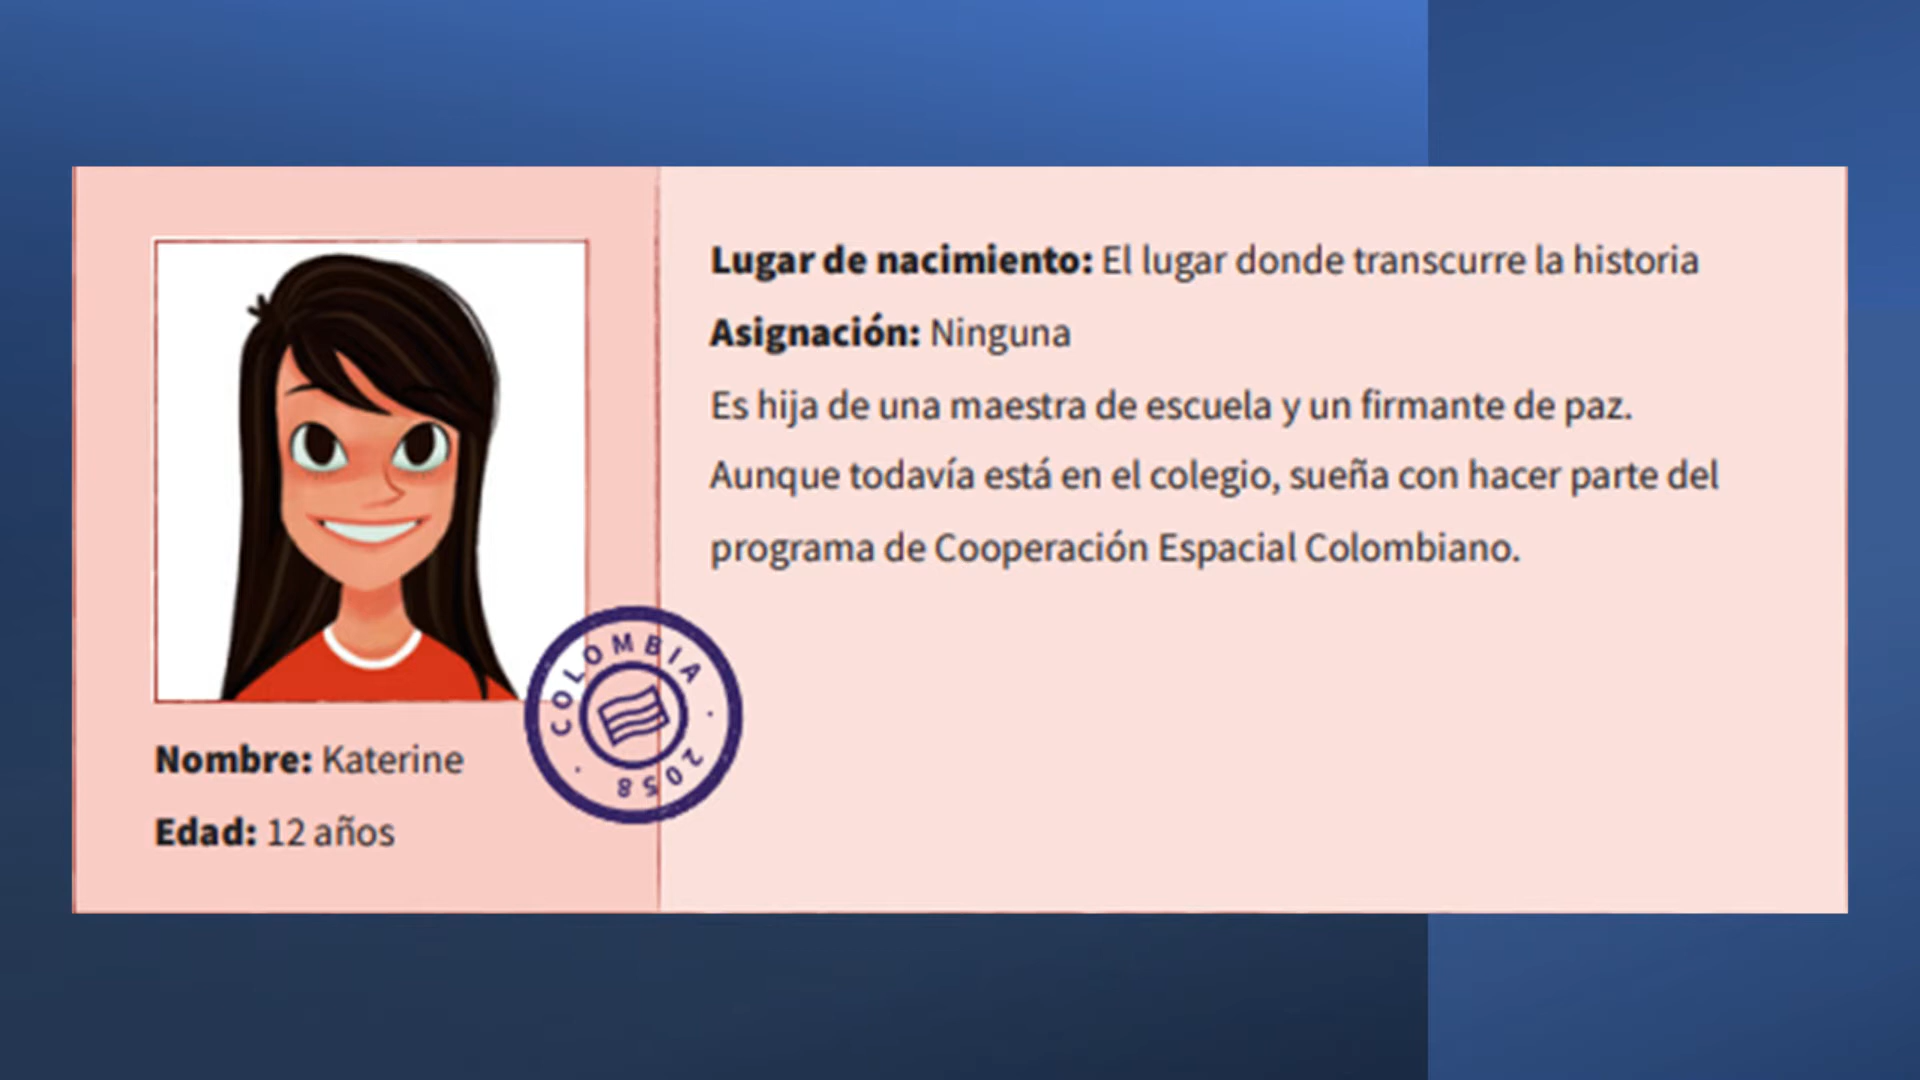 Lugar de nacimiento: El lugar donde transcurre la historia
Asignación: Ninguna
Es hija de una maestra de escuela y un firmante de paz.
Aunque todavía está en el colegio, sueña con hacer parte del
programa de Cooperación Espacial Colombiano.
COLOMBIA · 2058 ·
Nombre: Katerine
Edad: 12 años